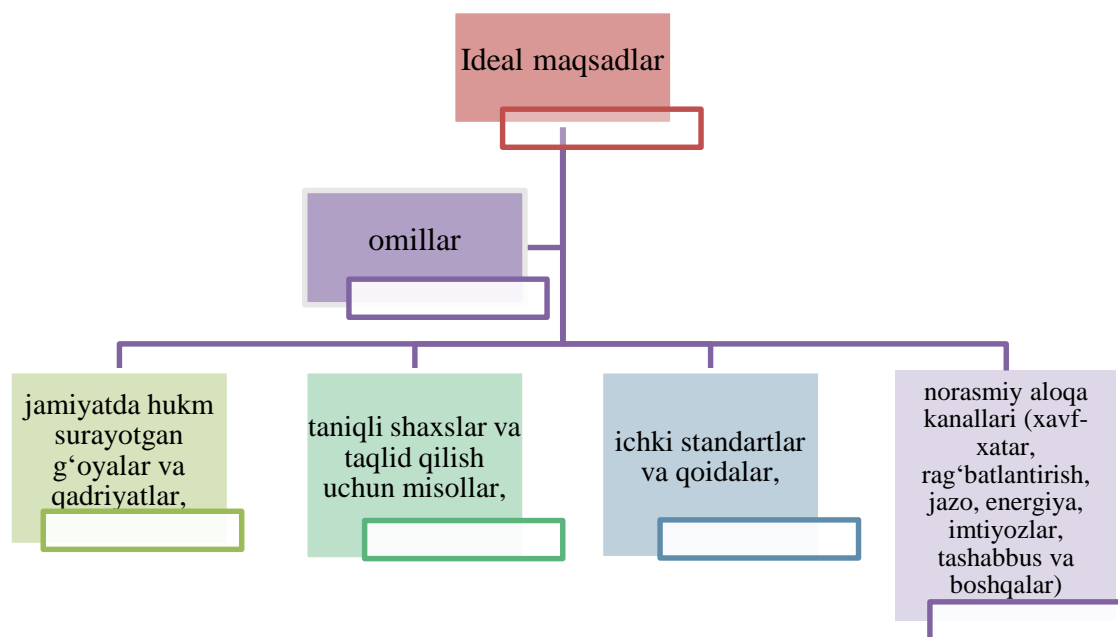 Ideal maqsadlar
omillar
jamiyatda hukm
surayotgan
g‘oyalar va
qadriyatlar,
taniqli shaxslar va
taqlid qilish
uchun misollar,
ichki standartlar
va qoidalar,
norasmiy aloqa
kanallari (xavf-
xatar,
rag‘batlantirish,
jazo, energiya,
imtiyozlar,
tashabbus va
boshqalar)